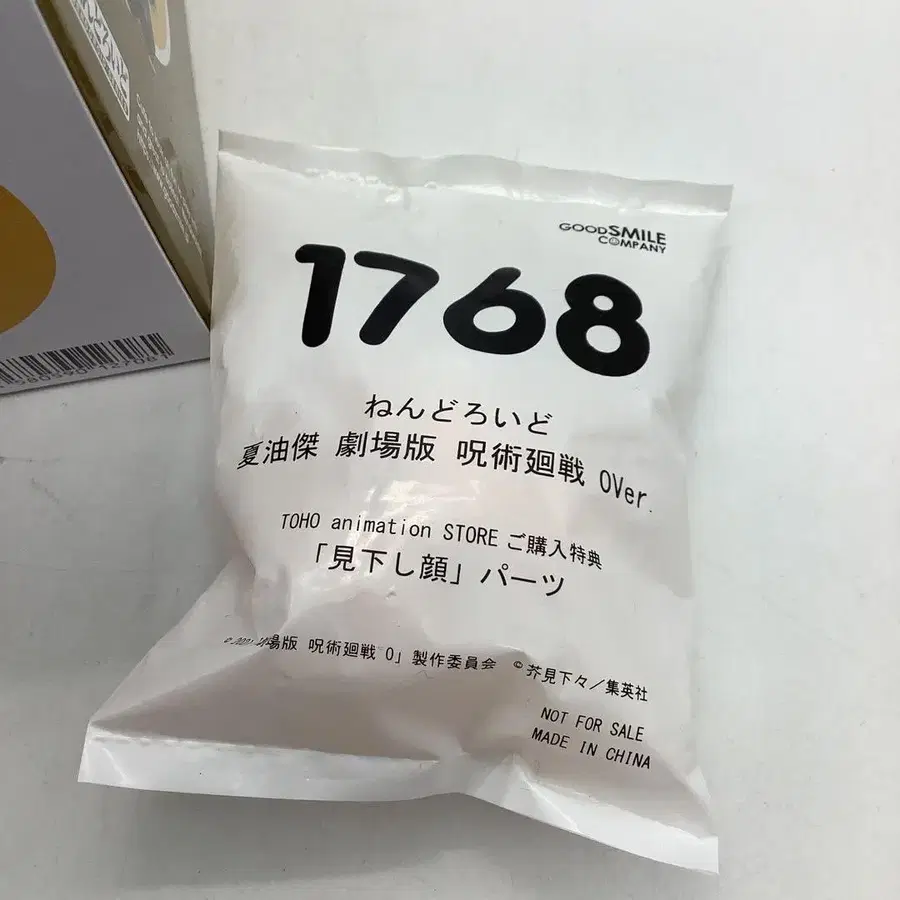 GOODSMILE
COMPANY
1768
ねんどろいど
夏油傑 劇場版 呪術廻戦 0Ver.
TOHO animation STORE ご購入特典
「見下し顔」パーツ
場版 呪術廻戦 0」製作委員会 ©芥見下々/集英社
NOT FOR SALE
MADE IN CHINA